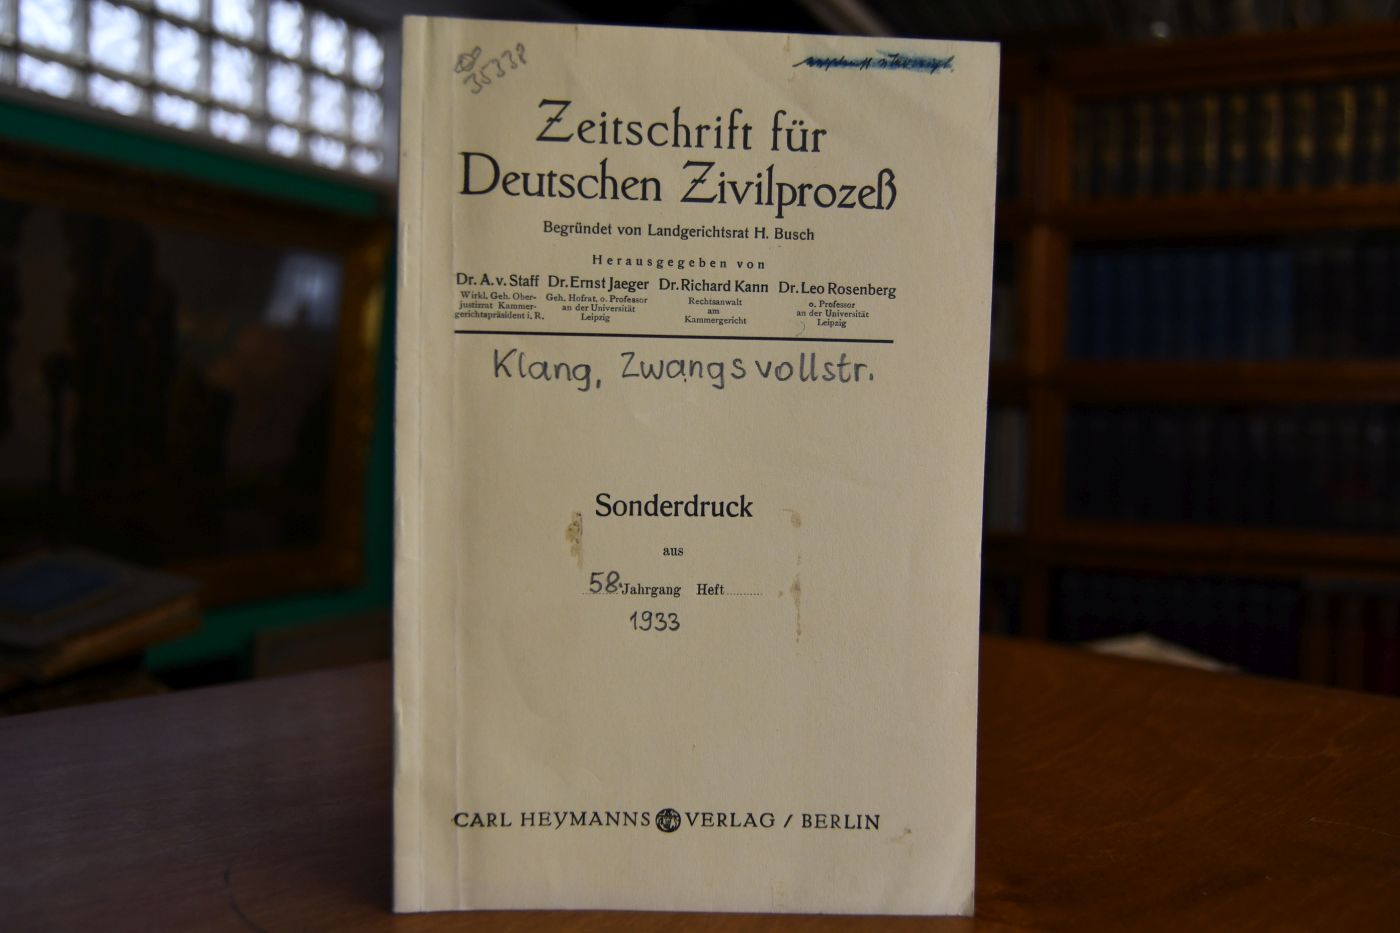 35338
Zeitschrift für
Deutschen Zivilprozeß
Begründet von Landgerichtsrat H. Busch
Herausgegeben von
Dr. A. v. Staff Dr. Ernst Jaeger Dr. Richard Kann Dr. Leo Rosenberg
Wirkl. Geh. Ober- Geh. Hofrat, o. Professor Rechtsanwalt o. Professor
justizrat Kammer- an der Universität am an der Universität
gerichtspräsident i. R. Leipzig Kammergericht Leipzig
Klang, Zwangsvollstr.
Sonderdruck
aus
58. Jahrgang Heft
1933
CARL HEYMANNS VERLAG / BERLIN